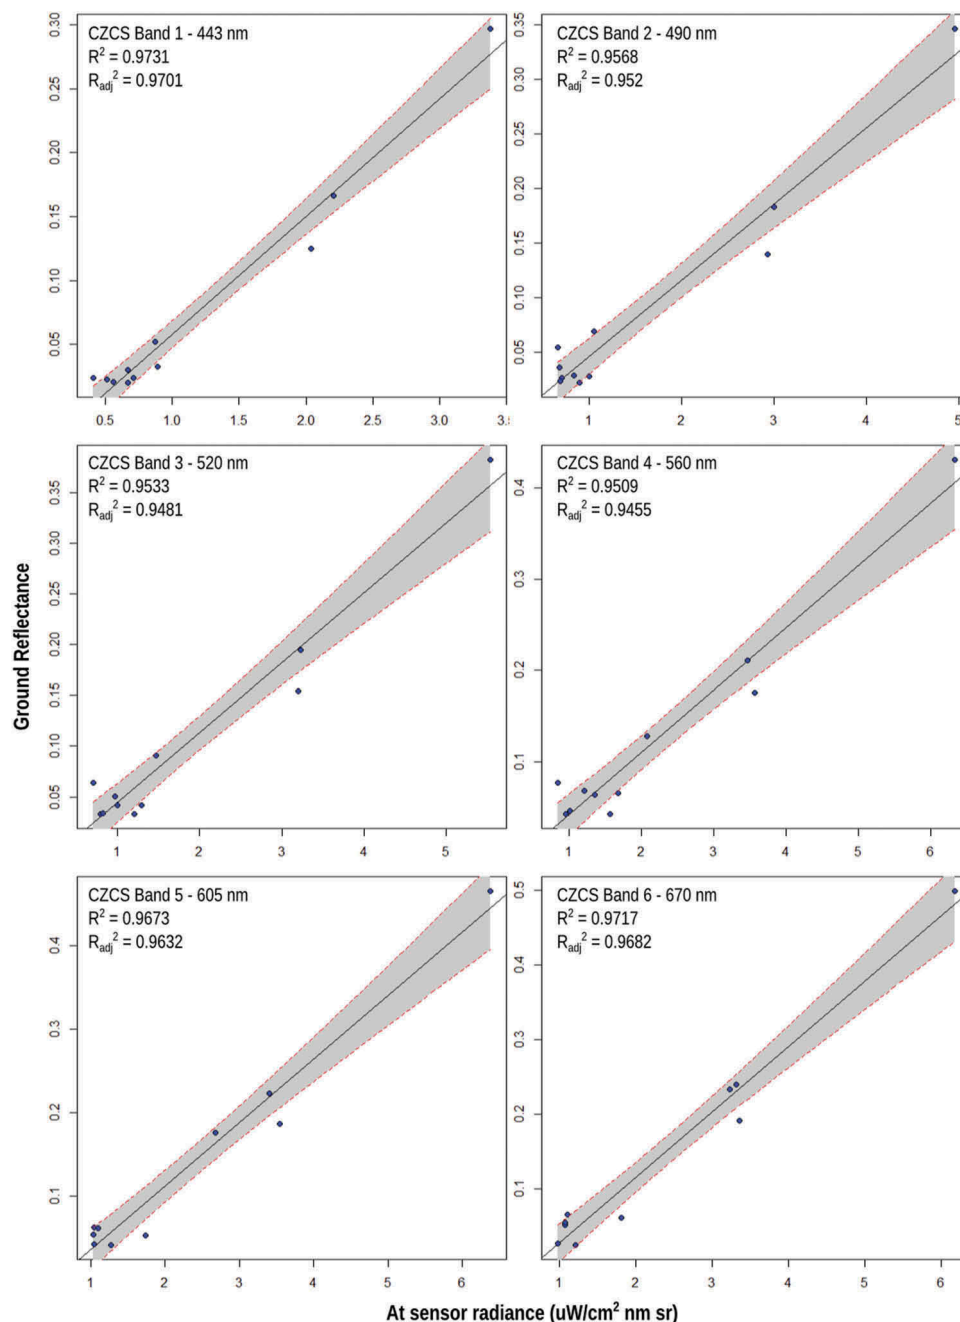 CZCS Band 1 - 443 nm
R² = 0.9731
Radj² = 0.9701
0.05 0.10 0.15 0.20 0.25 0.30
0.5 1.0 1.5 2.0 2.5 3.0 3.5
CZCS Band 2 - 490 nm
R² = 0.9568
Radj² = 0.952
0.05 0.10 0.15 0.20 0.25 0.30 0.35
1 2 3 4 5
CZCS Band 3 - 520 nm
R² = 0.9533
Radj² = 0.9481
0.05 0.10 0.15 0.20 0.25 0.30 0.35
1 2 3 4 5
CZCS Band 4 - 560 nm
R² = 0.9509
Radj² = 0.9455
0.1 0.2 0.3 0.4
1 2 3 4 5 6
Ground Reflectance
CZCS Band 5 - 605 nm
R² = 0.9673
Radj² = 0.9632
0.1 0.2 0.3 0.4
1 2 3 4 5 6
CZCS Band 6 - 670 nm
R² = 0.9717
Radj² = 0.9682
0.1 0.2 0.3 0.4 0.5
1 2 3 4 5 6
At sensor radiance (uW/cm² nm sr)